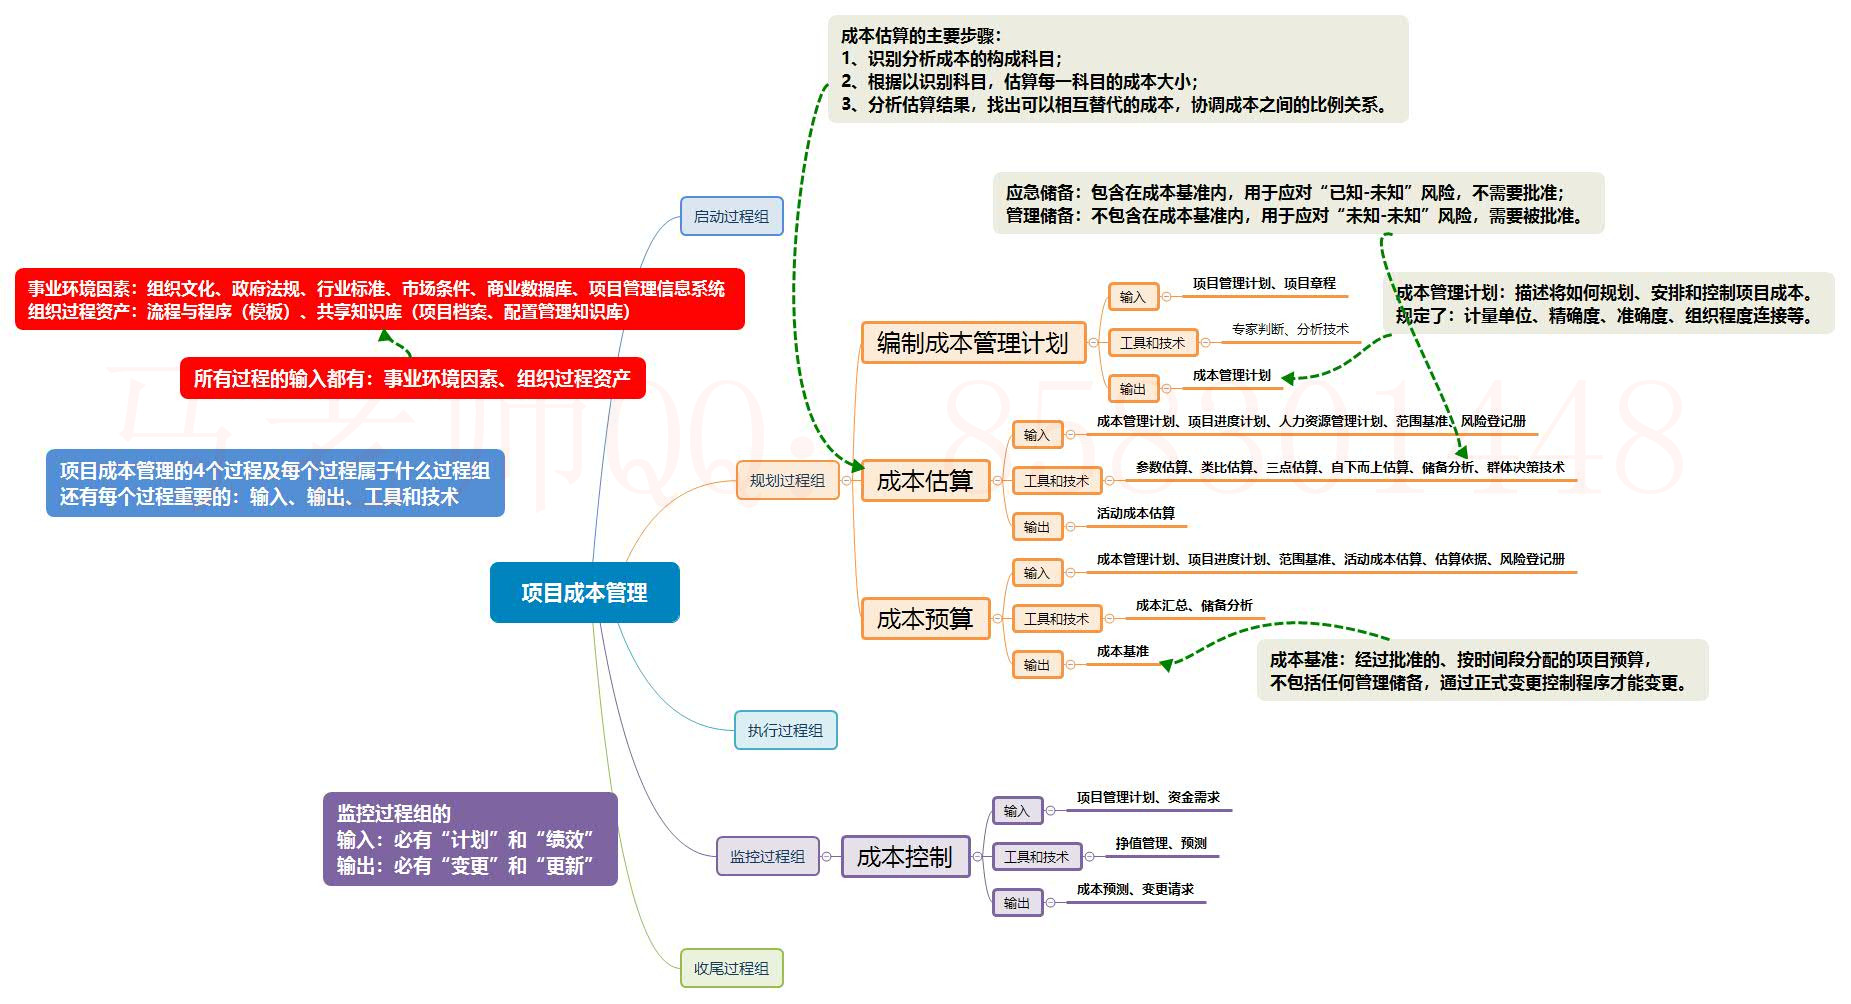 成本估算的主要步骤：
1、识别分析成本的构成科目；
2、根据以识别科目，估算每一科目的成本大小；
3、分析估算结果，找出可以相互替代的成本，协调成本之间的比例关系。
应急储备：包含在成本基准内，用于应对“已知-未知”风险，不需要批准；
管理储备：不包含在成本基准内，用于应对“未知-未知”风险，需要被批准。
启动过程组
事业环境因素：组织文化、政府法规、行业标准、市场条件、商业数据库、项目管理信息系统
组织过程资产：流程与程序（模板）、共享知识库（项目档案、配置管理知识库）
所有过程的输入都有：事业环境因素、组织过程资产
成本管理计划：描述将如何规划、安排和控制项目成本。
规定了：计量单位、精确度、准确度、组织程度连接等。
编制成本管理计划
输入
项目管理计划、项目章程
工具和技术
专家判断、分析技术
输出
成本管理计划
马老师QQ：858301448
项目成本管理的4个过程及每个过程属于什么过程组
还有每个过程重要的：输入、输出、工具和技术
规划过程组
成本估算
输入
成本管理计划、项目进度计划、人力资源管理计划、范围基准、风险登记册
工具和技术
参数估算、类比估算、三点估算、自下而上估算、储备分析、群体决策技术
输出
活动成本估算
项目成本管理
成本预算
输入
成本管理计划、项目进度计划、范围基准、活动成本估算、估算依据、风险登记册
工具和技术
成本汇总、储备分析
输出
成本基准
成本基准：经过批准的、按时间段分配的项目预算，
不包括任何管理储备，通过正式变更控制程序才能变更。
执行过程组
监控过程组的
输入：必有“计划”和“绩效”
输出：必有“变更”和“更新”
监控过程组
成本控制
输入
项目管理计划、资金需求
工具和技术
挣值管理、预测
输出
成本预测、变更请求
收尾过程组